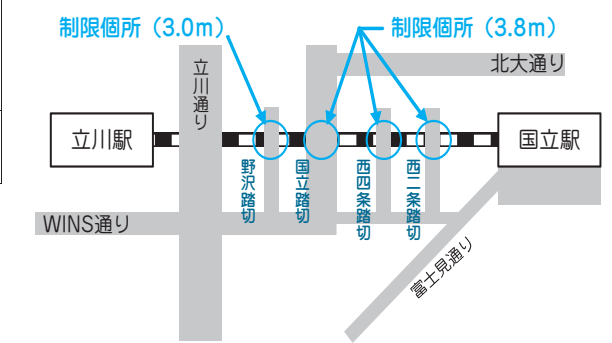 制限個所（3.0m）
制限個所（3.8m）
立川通り
北大通り
立川駅
国立駅
野沢踏切
国立踏切
西四条踏切
西二条踏切
WINS通り
富士見通り